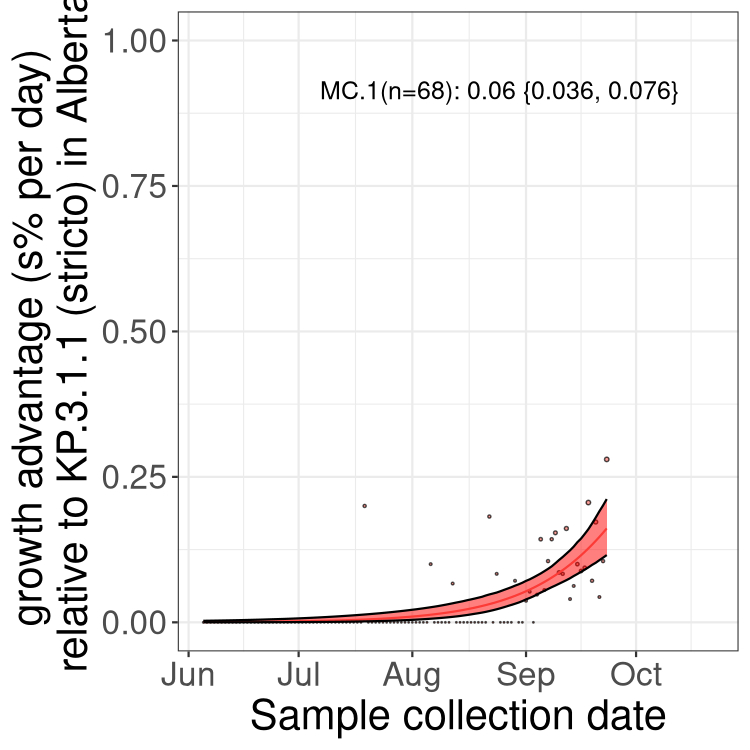 growth advantage (s% per day)
relative to KP.3.1.1 (stricto) in Alberta
1.00
0.75
0.50
0.25
0.00
MC.1(n=68): 0.06 {0.036, 0.076}
Jun Jul Aug Sep Oct
Sample collection date